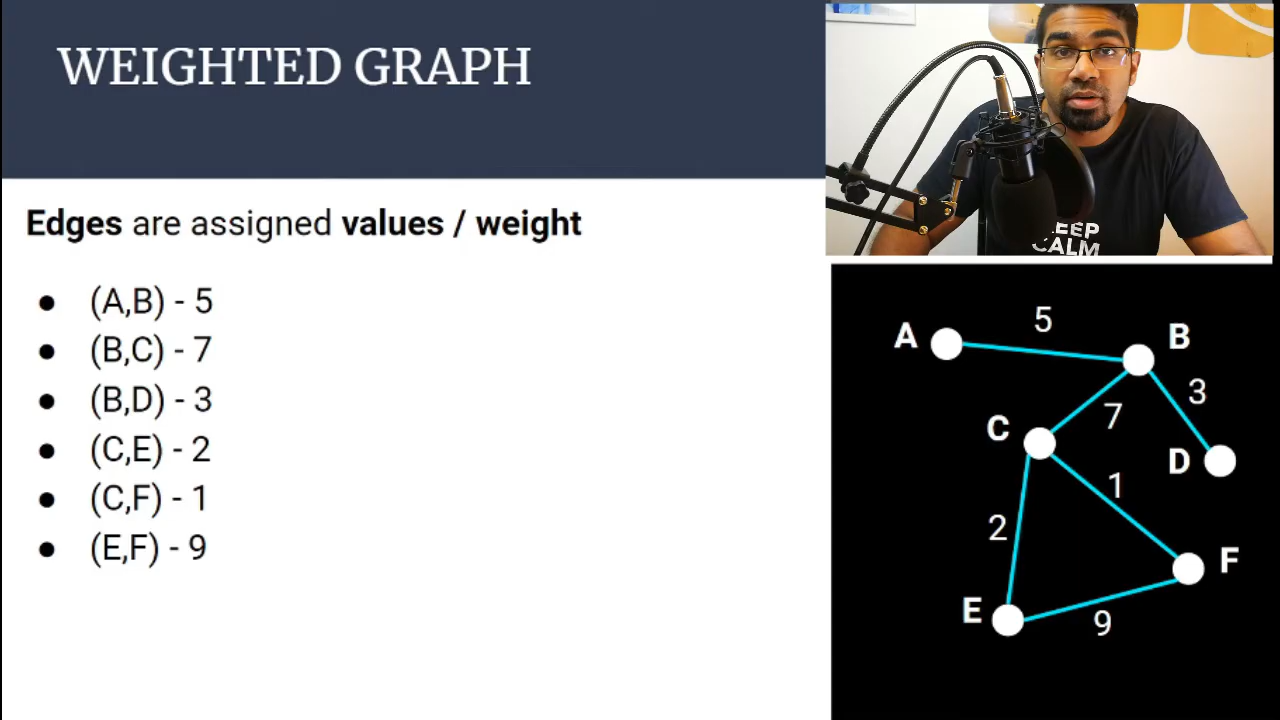 WEIGHTED GRAPH
Edges are assigned values / weight
● (A,B) - 5
● (B,C) - 7
● (B,D) - 3
● (C,E) - 2
● (C,F) - 1
● (E,F) - 9
CALM
A
5
B
3
7
C
D
1
2
F
E
9